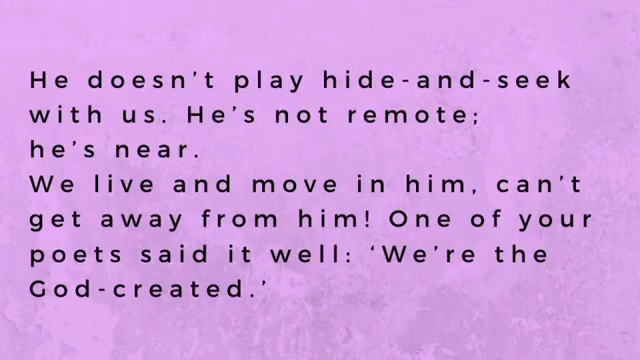 He doesn’t play hide-and-seek
with us. He’s not remote;
he’s near.
We live and move in him, can’t
get away from him! One of your
poets said it well: ‘We’re the
God-created.’